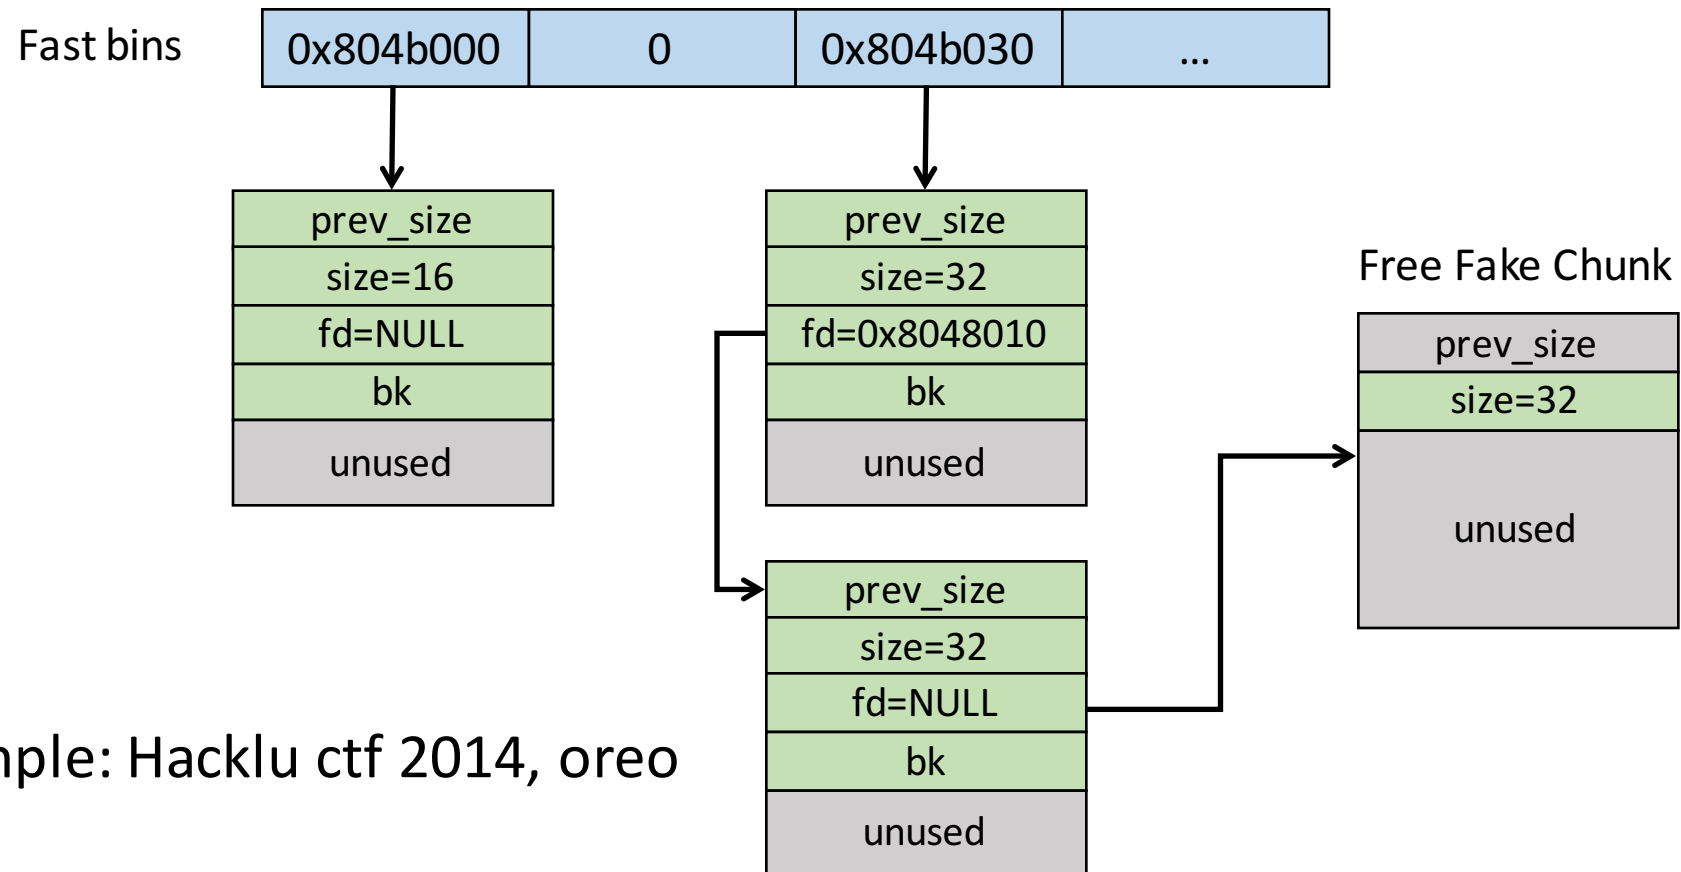 Fast bins
0x804b000 0 0x804b030 ...
prev_size
size=16
fd=NULL
bk
unused
prev_size
size=32
fd=0x8048010
bk
unused
Free Fake Chunk
prev_size
size=32
unused
prev_size
size=32
fd=NULL
bk
unused
mple: Hacklu ctf 2014, oreo